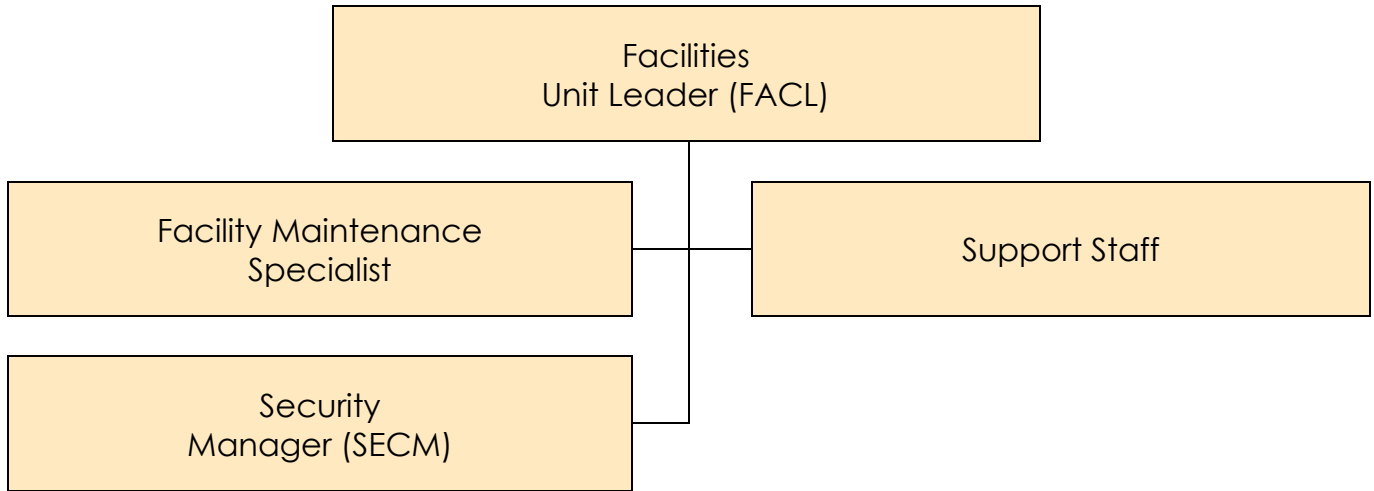 Facilities
Unit Leader (FACL)
Facility Maintenance
Specialist
Support Staff
Security
Manager (SECM)